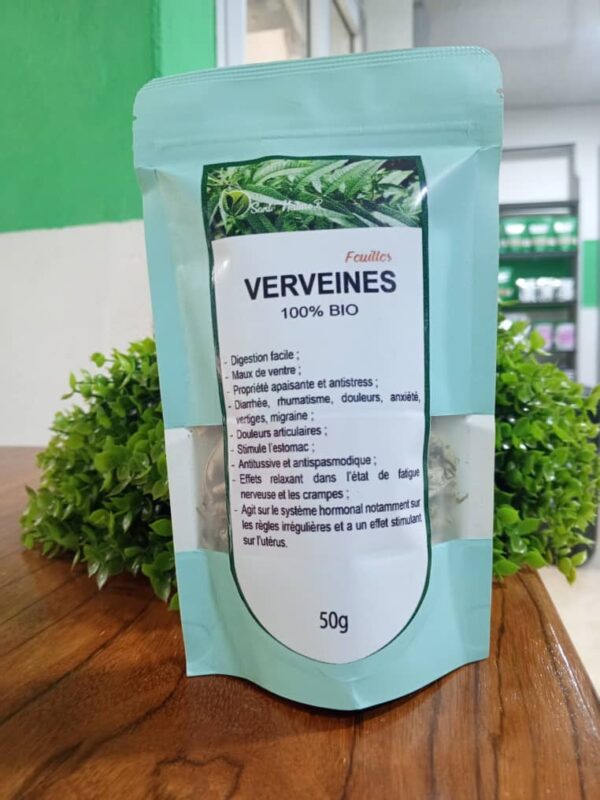 Feuilles
VERVEINES
100% BIO
- Digestion facile ;
- Maux de ventre ;
- Propriété apaisante et antistress ;
- Diarrhée, rhumatisme, douleurs, anxiété,
vertiges, migraine ;
- Douleurs articulaires ;
- Stimule l'estomac ;
- Antitussive et antispasmodique ;
- Effets relaxant dans l'état de fatigue
nerveuse et les crampes ;
- Agit sur le système hormonal notamment sur
les règles irrégulières et a un effet stimulant
sur l'utérus.
50g